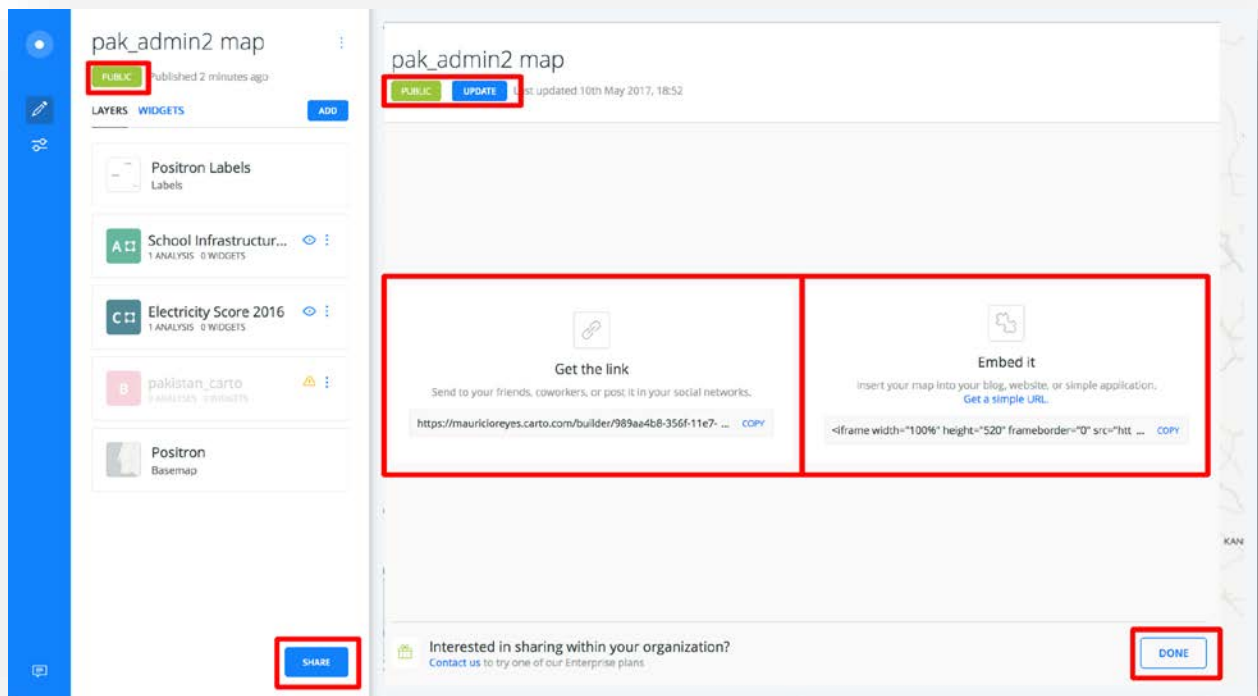 pak_admin2 map
PUBLIC Published 2 minutes ago
LAYERS WIDGETS ADD
Positron Labels
Labels
A School Infrastructur...
1 ANALYSIS 0 WIDGETS
C Electricity Score 2016
1 ANALYSIS 0 WIDGETS
B pakistan_carto
0 ANALYSES 0 WIDGETS
Positron
Basemap
SHARE
pak_admin2 map
PUBLIC UPDATE Last updated 10th May 2017, 18:52
Get the link
Send to your friends, coworkers, or post it in your social networks.
https://mauricioreyes.carto.com/builder/989aa4b8-356f-11e7- ... COPY
Embed it
Insert your map into your blog, website, or simple application.
Get a simple URL.
<iframe width="100%" height="520" frameborder="0" src="htt ... COPY
KAN
Interested in sharing within your organization?
Contact us to try one of our Enterprise plans
DONE